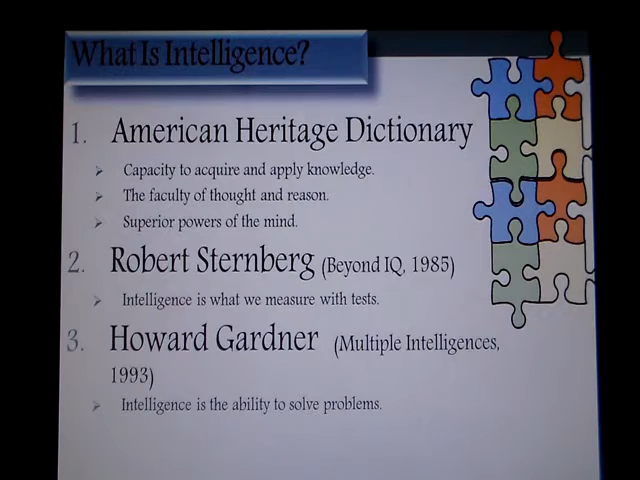 What Is Intelligence?
1. American Heritage Dictionary
➢ Capacity to acquire and apply knowledge.
➢ The faculty of thought and reason.
➢ Superior powers of the mind.
2. Robert Sternberg (Beyond IQ, 1985)
➢ Intelligence is what we measure with tests.
3. Howard Gardner (Multiple Intelligences,
1993)
➢ Intelligence is the ability to solve problems.